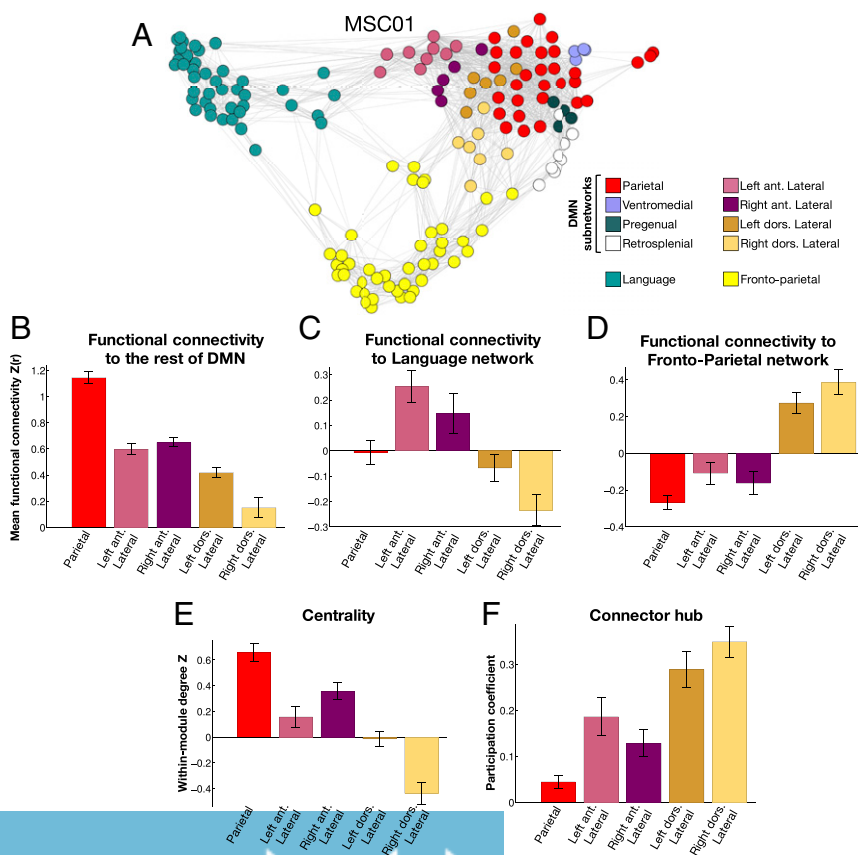 A
MSC01
DMN
subnetworks
Parietal
Ventromedial
Pregenual
Retrosplenial
Language
Left ant. Lateral
Right ant. Lateral
Left dors. Lateral
Right dors. Lateral
Fronto-parietal
B
Functional connectivity
to the rest of DMN
Mean functional connectivity Z(r)
1.2
1
0.8
0.6
0.4
0.2
0
Parietal
Left ant.
Lateral
Right ant.
Lateral
Left dors.
Lateral
Right dors.
Lateral
C
Functional connectivity
to Language network
0.3
0.2
0.1
0
−0.1
−0.2
−0.3
Parietal
Left ant.
Lateral
Right ant.
Lateral
Left dors.
Lateral
Right dors.
Lateral
D
Functional connectivity to
Fronto-Parietal network
0.4
0.2
0
−0.2
−0.4
Parietal
Left ant.
Lateral
Right ant.
Lateral
Left dors.
Lateral
Right dors.
Lateral
E
Centrality
Within-module degree Z
0.6
0.4
0.2
0
−0.2
−0.4
Parietal
Left ant.
Lateral
Right ant.
Lateral
Left dors.
Lateral
Right dors.
Lateral
F
Connector hub
Participation coefficient
0.3
0.2
0.1
0
Parietal
Left ant.
Lateral
Right ant.
Lateral
Left dors.
Lateral
Right dors.
Lateral